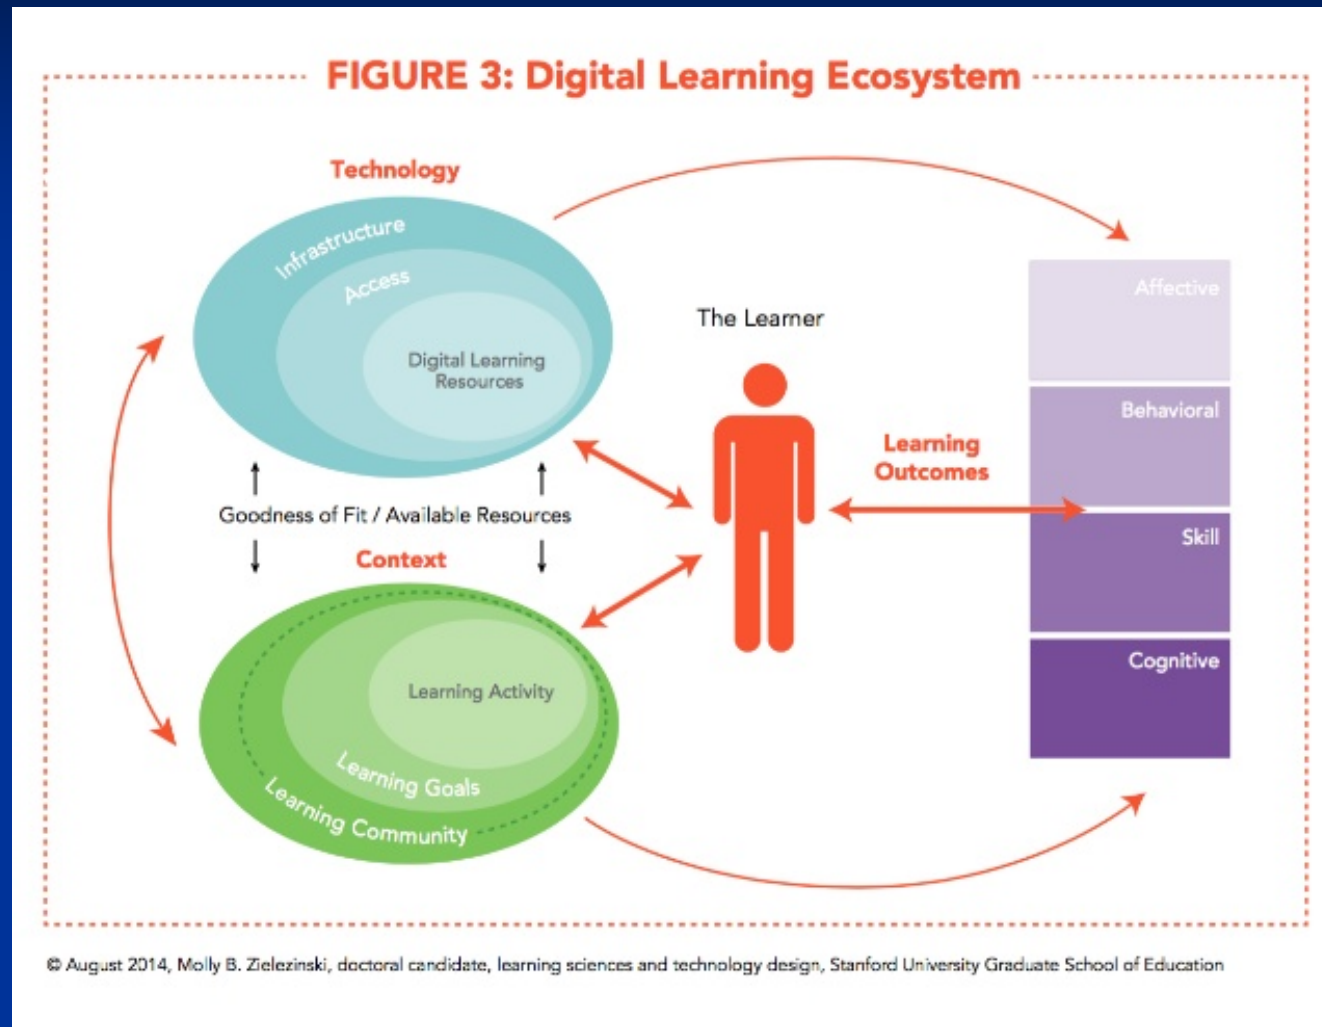 FIGURE 3: Digital Learning Ecosystem
Technology
Infrastructure
Access
Digital Learning
Resources
Goodness of Fit / Available Resources
Context
Learning Activity
Learning Goals
Learning Community
The Learner
Learning
Outcomes
Affective
Behavioral
Skill
Cognitive
© August 2014, Molly B. Zielezinski, doctoral candidate, learning sciences and technology design, Stanford University Graduate School of Education